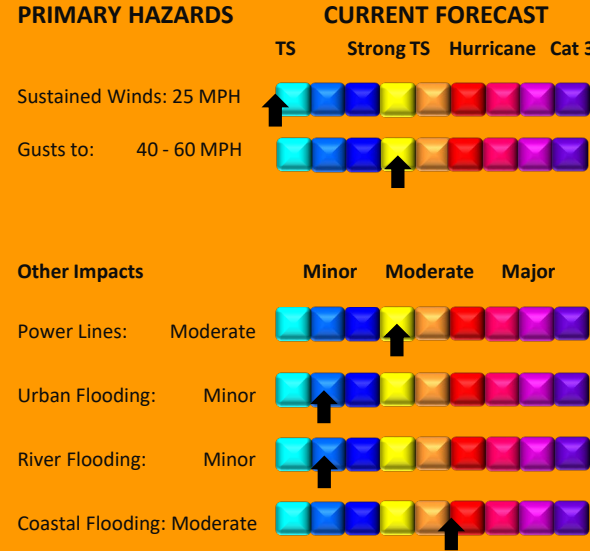 PRIMARY HAZARDS CURRENT FORECAST
TS Strong TS Hurricane Cat 3
Sustained Winds: 25 MPH
Gusts to: 40 - 60 MPH
Other Impacts Minor Moderate Major
Power Lines: Moderate
Urban Flooding: Minor
River Flooding: Minor
Coastal Flooding: Moderate